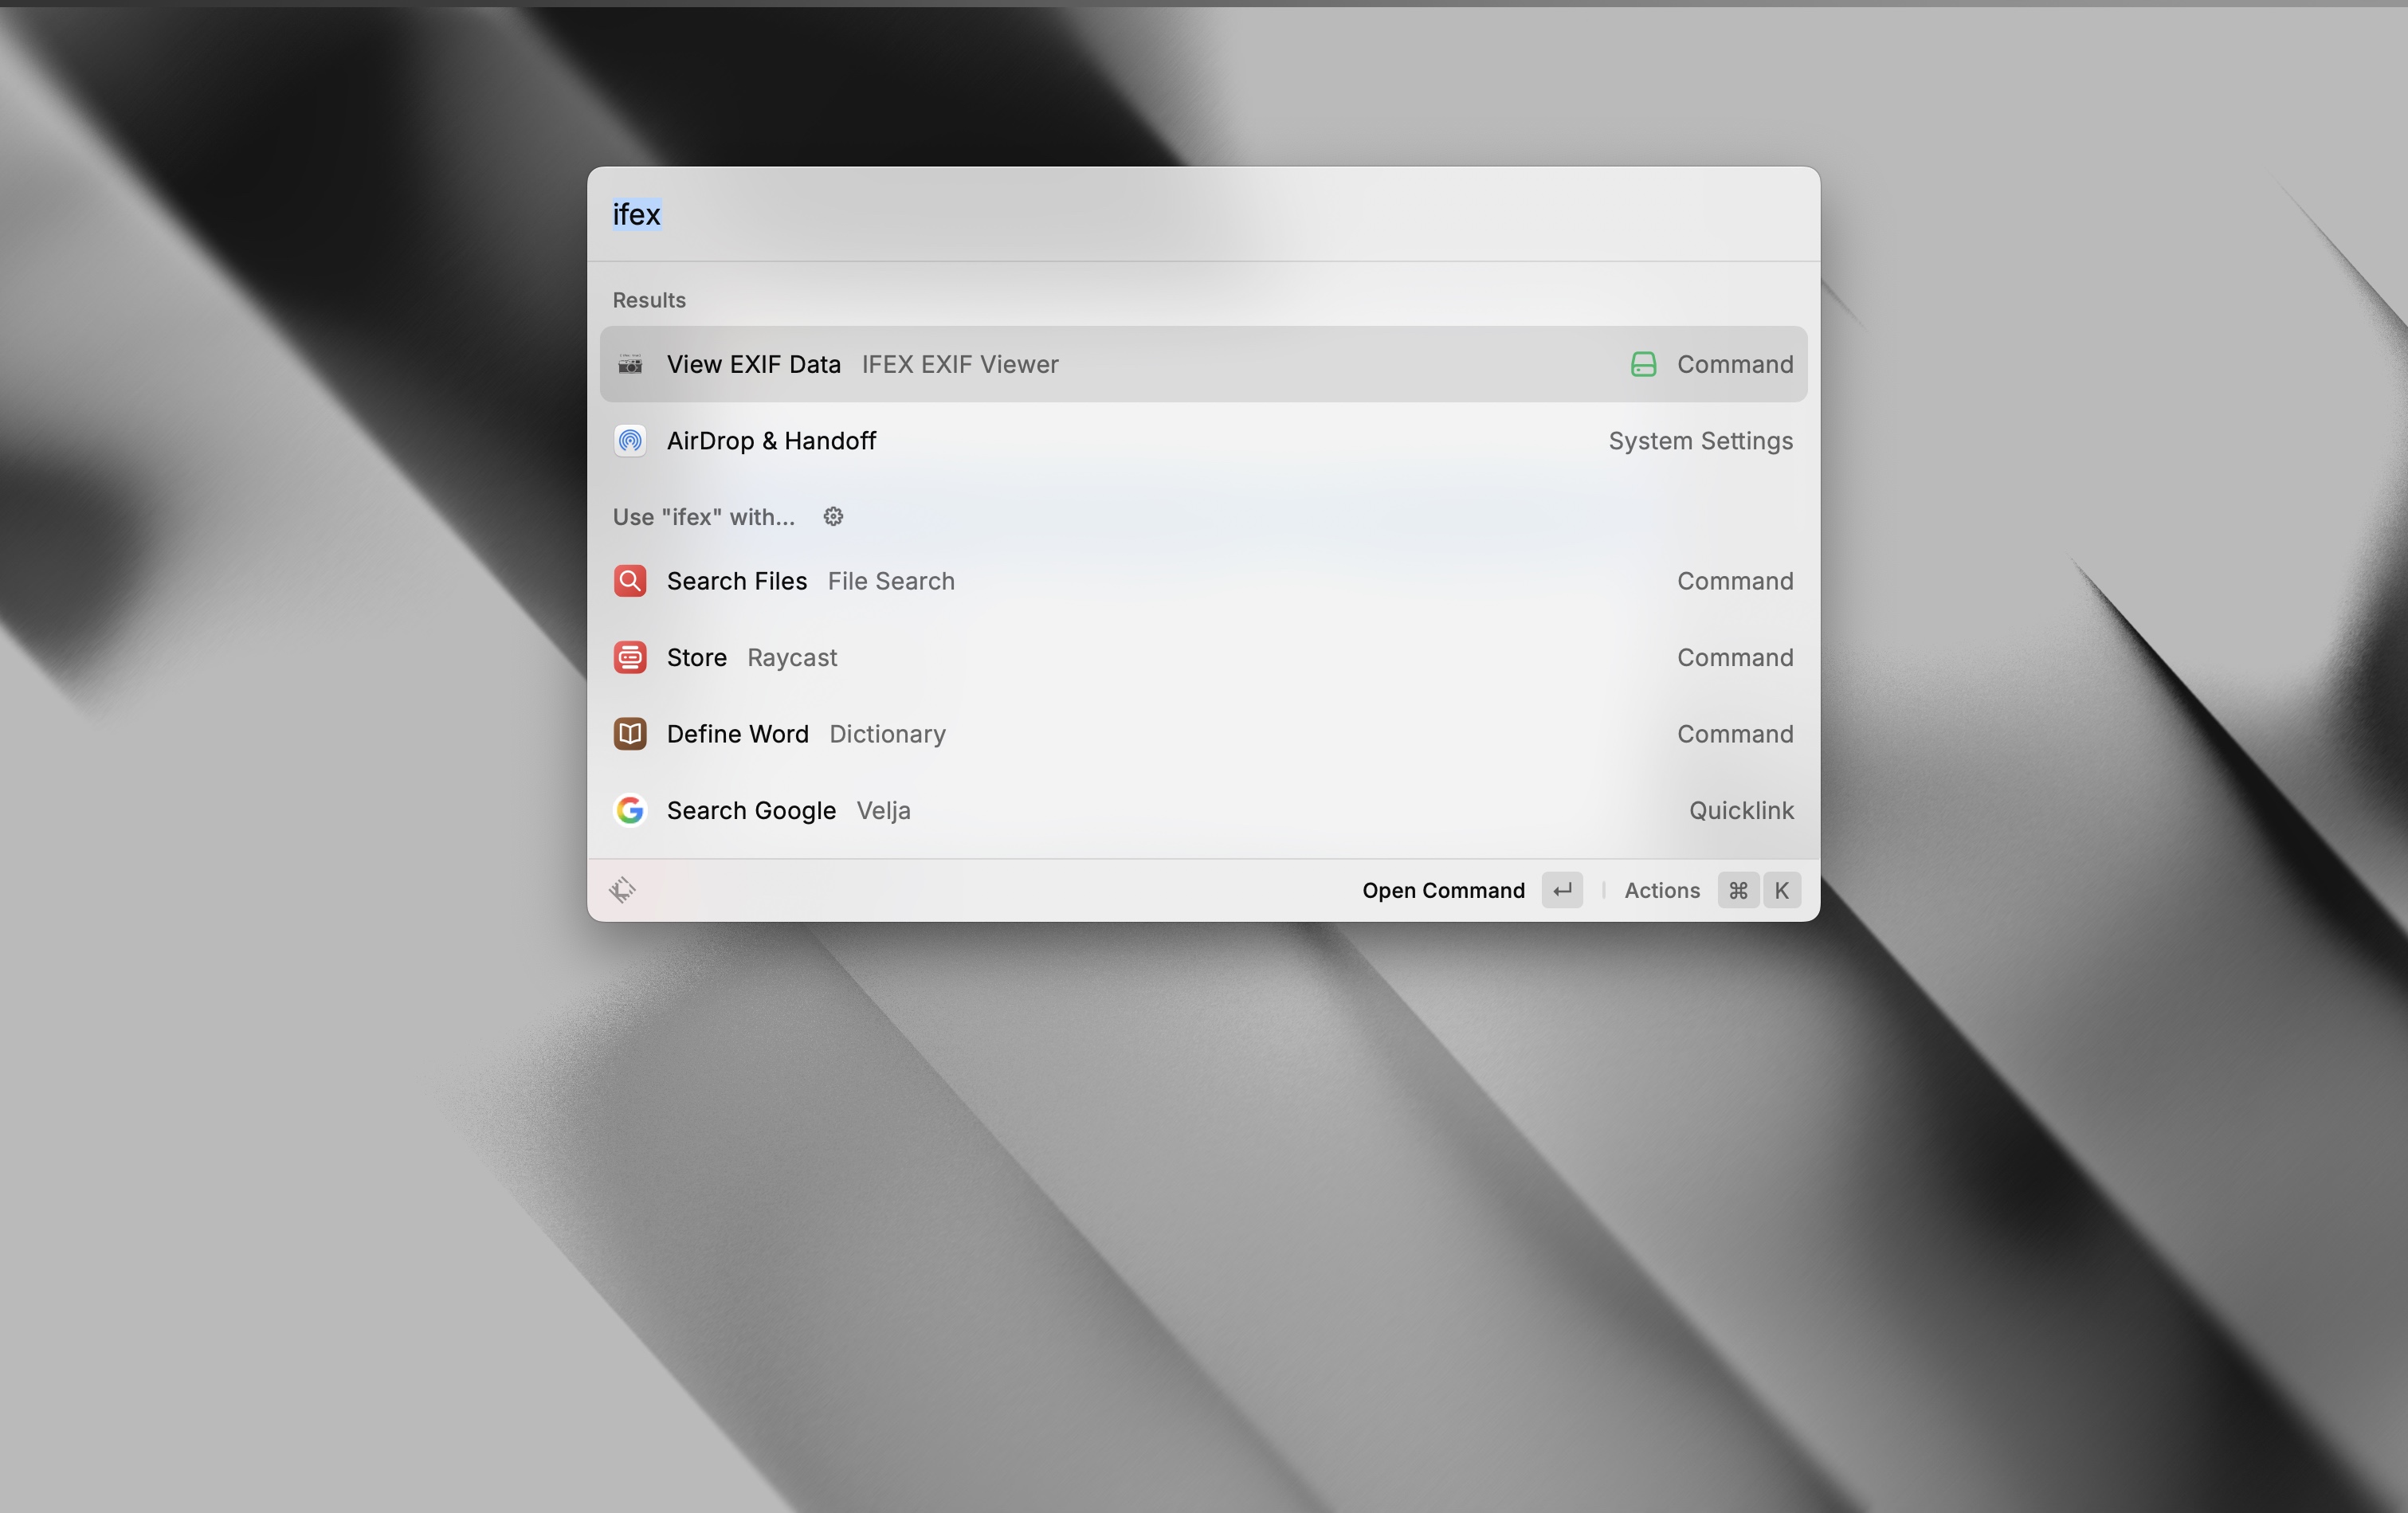 ifex
Results
View EXIF Data IFEX EXIF Viewer Command
AirDrop & Handoff System Settings
Use "ifex" with...
Search Files File Search Command
Store Raycast Command
Define Word Dictionary Command
Search Google Velja Quicklink
Open Command ↵ Actions ⌘ K